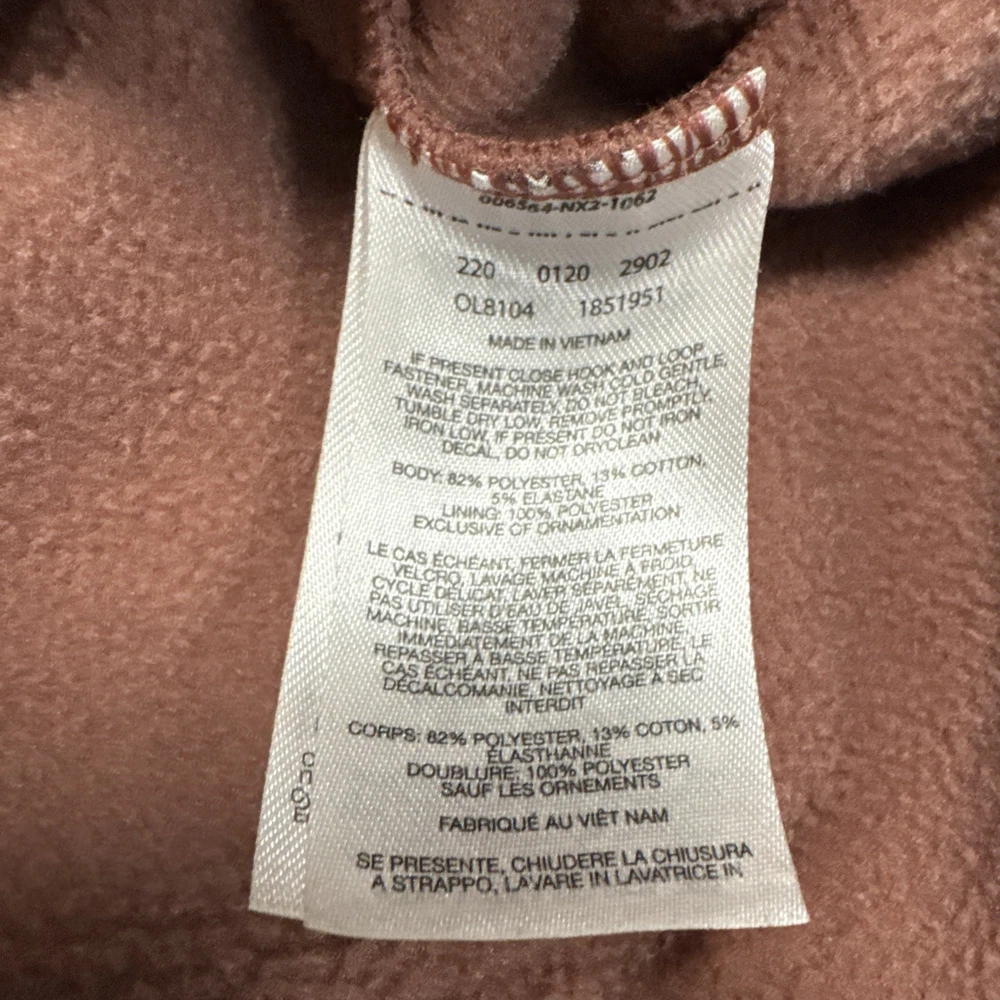 006564-NX2-1062
220 0120 2902
OL8104 1851951
MADE IN VIETNAM
IF PRESENT CLOSE HOOK AND LOOP
FASTENER, MACHINE WASH COLD GENTLE,
WASH SEPARATELY, DO NOT BLEACH,
TUMBLE DRY LOW, REMOVE PROMPTLY,
IRON LOW, IF PRESENT DO NOT IRON
DECAL, DO NOT DRYCLEAN
BODY: 82% POLYESTER, 13% COTTON,
5% ELASTANE
LINING: 100% POLYESTER
EXCLUSIVE OF ORNAMENTATION
LE CAS ÉCHÉANT, FERMER LA FERMETURE
VELCRO, LAVAGE MACHINE À FROID,
CYCLE DÉLICAT, LAVER SÉPARÉMENT, NE
PAS UTILISER D'EAU DE JAVEL, SÉCHAGE
MACHINE, BASSE TEMPÉRATURE, SORTIR
IMMÉDIATEMENT DE LA MACHINE,
REPASSER À BASSE TEMPÉRATURE, LE
CAS ÉCHÉANT, NE PAS REPASSER LA
DÉCALCOMANIE, NETTOYAGE À SEC
INTERDIT
CORPS: 82% POLYESTER, 13% COTON, 5%
ÉLASTHANNE
DOUBLURE: 100% POLYESTER
SAUF LES ORNEMENTS
FABRIQUÉ AU VIÊT NAM
SE PRESENTE, CHIUDERE LA CHIUSURA
A STRAPPO, LAVARE IN LAVATRICE IN